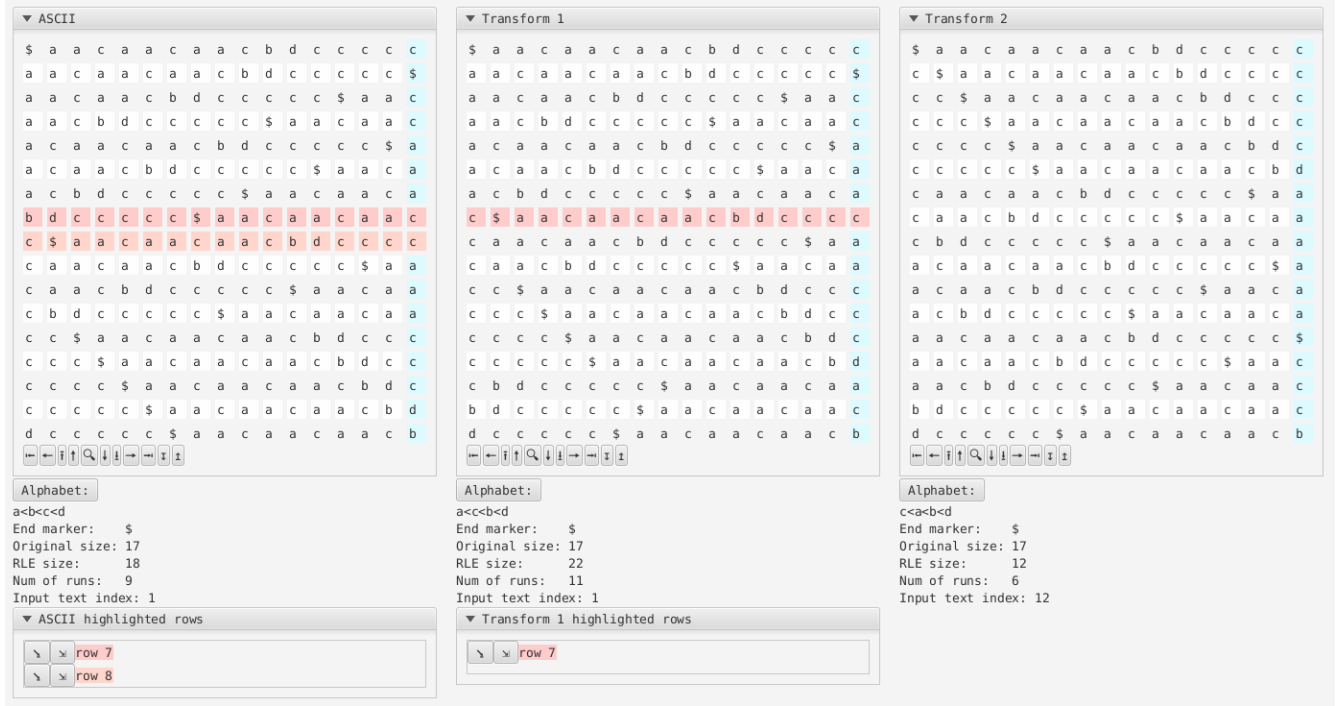 ASCII
$ a a c a a c a a c b d c c c c c
a a c a a c a a c b d c c c c c $
a a c a a c b d c c c c c $ a a c
a a c b d c c c c c $ a a c a a c
a c a a c a a c b d c c c c c $ a
a c a a c b d c c c c c $ a a c a
a c b d c c c c c $ a a c a a c a
b d c c c c c $ a a c a a c a a c
c $ a a c a a c a a c b d c c c c
c a a c a a c b d c c c c c $ a a
c a a c b d c c c c c $ a a c a a
c b d c c c c c $ a a c a a c a a
c c $ a a c a a c a a c b d c c c
c c c $ a a c a a c a a c b d c c
c c c c $ a a c a a c a a c b d c
c c c c c $ a a c a a c a a c b d
d c c c c c $ a a c a a c a a c b
Alphabet:
a<b<c<d
End marker: $
Original size: 17
RLE size: 18
Num of runs: 9
Input text index: 1
ASCII highlighted rows
row 7
row 8
Transform 1
$ a a c a a c a a c b d c c c c c
a a c a a c a a c b d c c c c c $
a a c a a c b d c c c c c $ a a c
a a c b d c c c c c $ a a c a a c
a c a a c a a c b d c c c c c $ a
a c a a c b d c c c c c $ a a c a
a c b d c c c c c $ a a c a a c a
c $ a a c a a c a a c b d c c c c
c a a c a a c b d c c c c c $ a a
c a a c b d c c c c c $ a a c a a
c c $ a a c a a c a a c b d c c c
c c c $ a a c a a c a a c b d c c
c c c c $ a a c a a c a a c b d c
c c c c c $ a a c a a c a a c b d
c b d c c c c c $ a a c a a c a a
b d c c c c c $ a a c a a c a a c
d c c c c c $ a a c a a c a a c b
Alphabet:
a<c<b<d
End marker: $
Original size: 17
RLE size: 22
Num of runs: 11
Input text index: 1
Transform 1 highlighted rows
row 7
Transform 2
$ a a c a a c a a c b d c c c c c
c $ a a c a a c a a c b d c c c c
c c $ a a c a a c a a c b d c c c
c c c $ a a c a a c a a c b d c c
c c c c $ a a c a a c a a c b d c
c c c c c $ a a c a a c a a c b d
c a a c a a c b d c c c c c $ a a
c a a c b d c c c c c $ a a c a a
c b d c c c c c $ a a c a a c a a
a c a a c a a c b d c c c c c $ a
a c a a c b d c c c c c $ a a c a
a c b d c c c c c $ a a c a a c a
a a c a a c a a c b d c c c c c $
a a c a a c b d c c c c c $ a a c
a a c b d c c c c c $ a a c a a c
b d c c c c c $ a a c a a c a a c
d c c c c c $ a a c a a c a a c b
Alphabet:
c<a<b<d
End marker: $
Original size: 17
RLE size: 12
Num of runs: 6
Input text index: 12